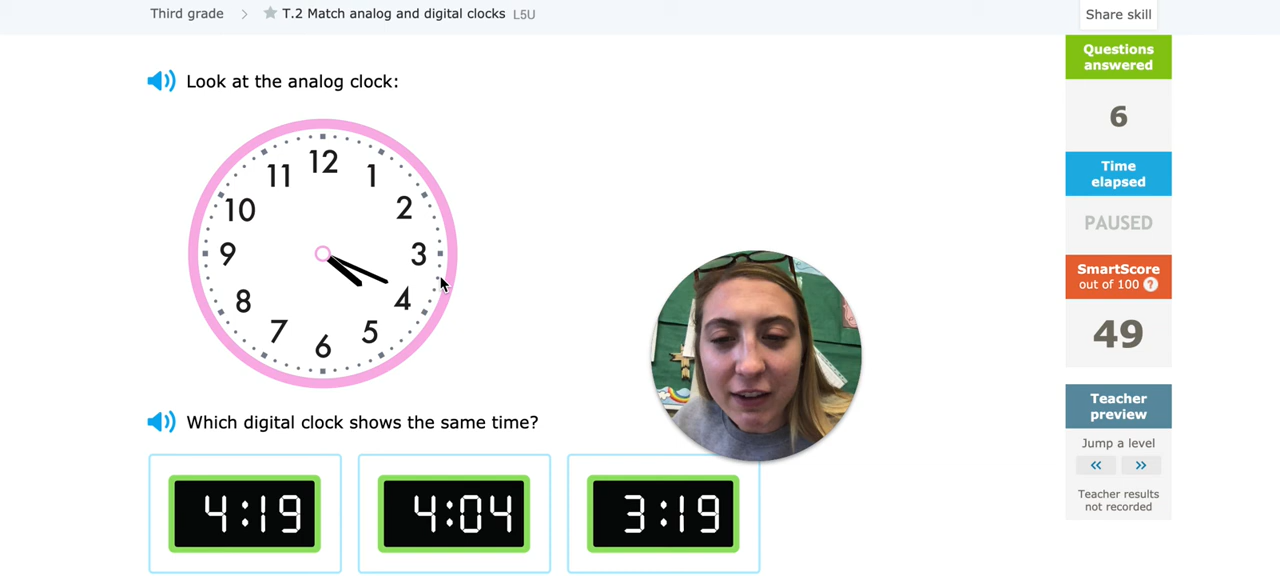 Third grade > T.2 Match analog and digital clocks L5U
Share skill
Look at the analog clock:
12
11 1
10 2
9 3
8 4
7 5
6
Which digital clock shows the same time?
4:19 4:04 3:19
Questions
answered
6
Time
elapsed
PAUSED
SmartScore
out of 100 ?
49
Teacher
preview
Jump a level
« »
Teacher results
not recorded